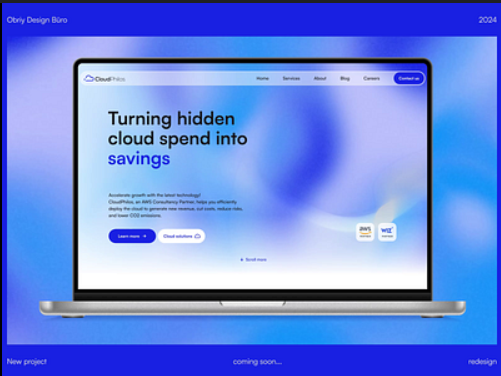 Obriy Design Büro
2024
CloudPhilos
Home
Services
About
Blog
Careers
Contact us
Turning hidden
cloud spend into
savings
Accelerate growth with the latest technology!
CloudPhilos, an AWS Consultancy Partner, helps you efficiently
deploy the cloud to generate new revenue, cut costs, reduce risks,
and lower CO2 emissions.
Learn more →
Cloud solutions
aws
WIZ
Scroll more
New project
coming soon...
redesign